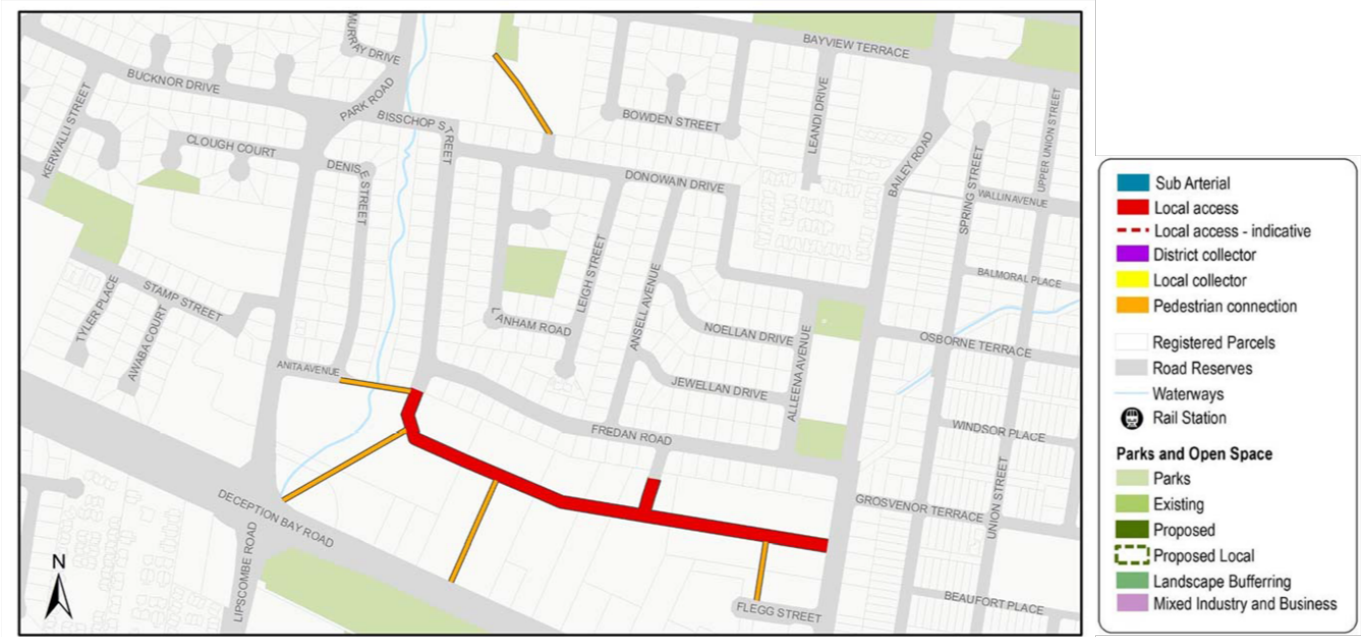 MURRAY DRIVE
BAYVIEW TERRACE
BUCKNOR DRIVE
PARK ROAD
BISSCHOP STREET
BOWDEN STREET
LEANDI DRIVE
BAILEY ROAD
UPPER UNION STREET
KERWALLI STREET
CLOUGH COURT
DENISE STREET
DONOWAIN DRIVE
SPRING STREET
WALLIN AVENUE
TYLER PLACE
STAMP STREET
AWABA COURT
LANHAM ROAD
LEIGH STREET
ANSELL AVENUE
NOELLAN DRIVE
BALMORAL PLACE
OSBORNE TERRACE
ANITA AVENUE
JEWELLAN DRIVE
ALLEENA AVENUE
FREDAN ROAD
WINDSOR PLACE
DECEPTION BAY ROAD
GROSVENOR TERRACE
UNION STREET
LIPSCOMBE ROAD
FLEGG STREET
BEAUFORT PLACE
N
Sub Arterial
Local access
Local access - indicative
District collector
Local collector
Pedestrian connection
Registered Parcels
Road Reserves
Waterways
Rail Station
Parks and Open Space
Parks
Existing
Proposed
Proposed Local
Landscape Bufferring
Mixed Industry and Business